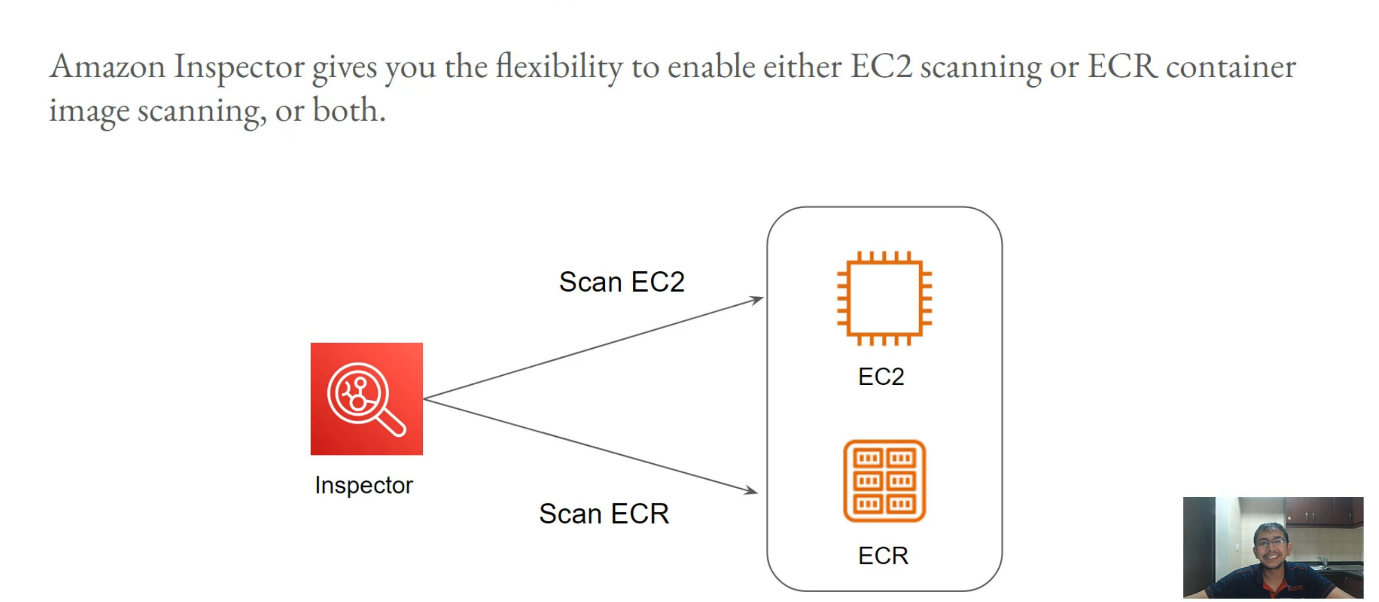 Amazon Inspector gives you the flexibility to enable either EC2 scanning or ECR container
image scanning, or both.
Scan EC2
EC2
Inspector
Scan ECR
ECR